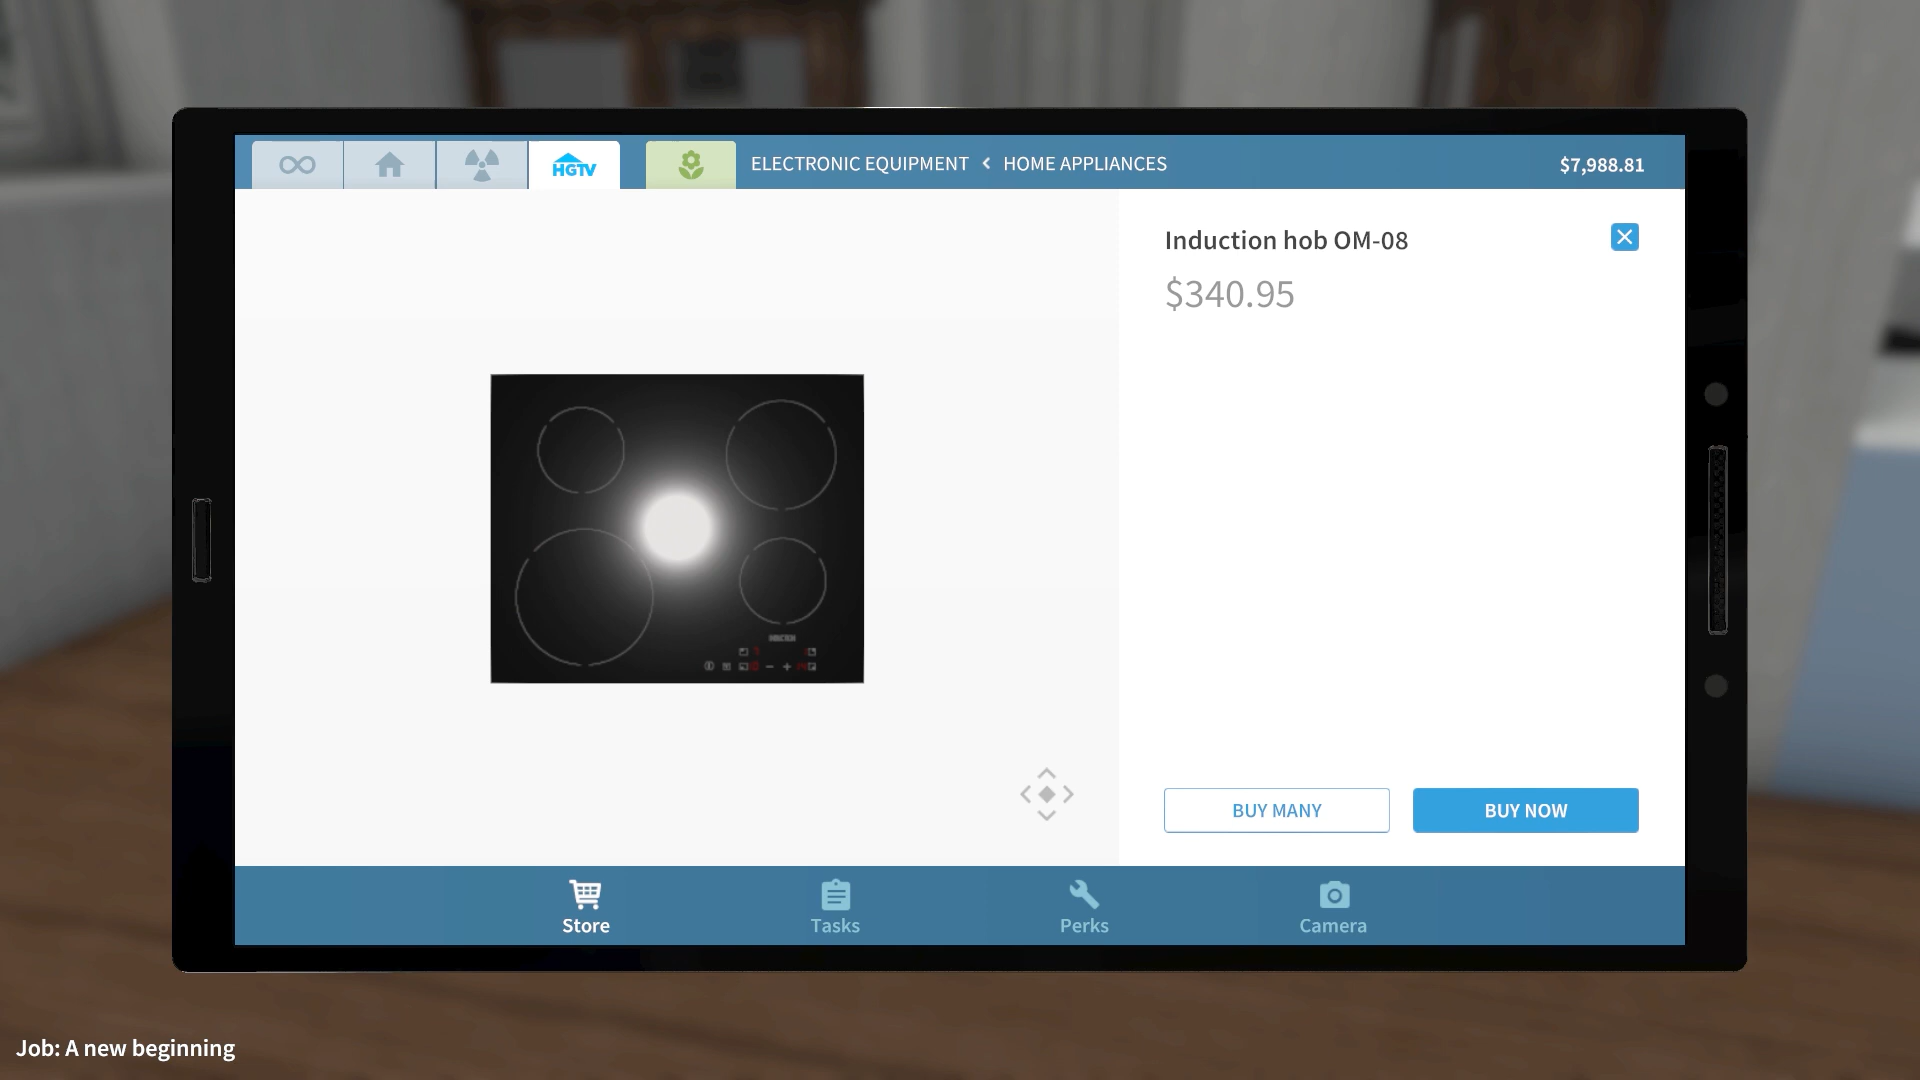 HGTV
ELECTRONIC EQUIPMENT < HOME APPLIANCES
$7,988.81
Induction hob OM-08
$340.95
INDUCTION
BUY MANY
BUY NOW
Store
Tasks
Perks
Camera
Job: A new beginning